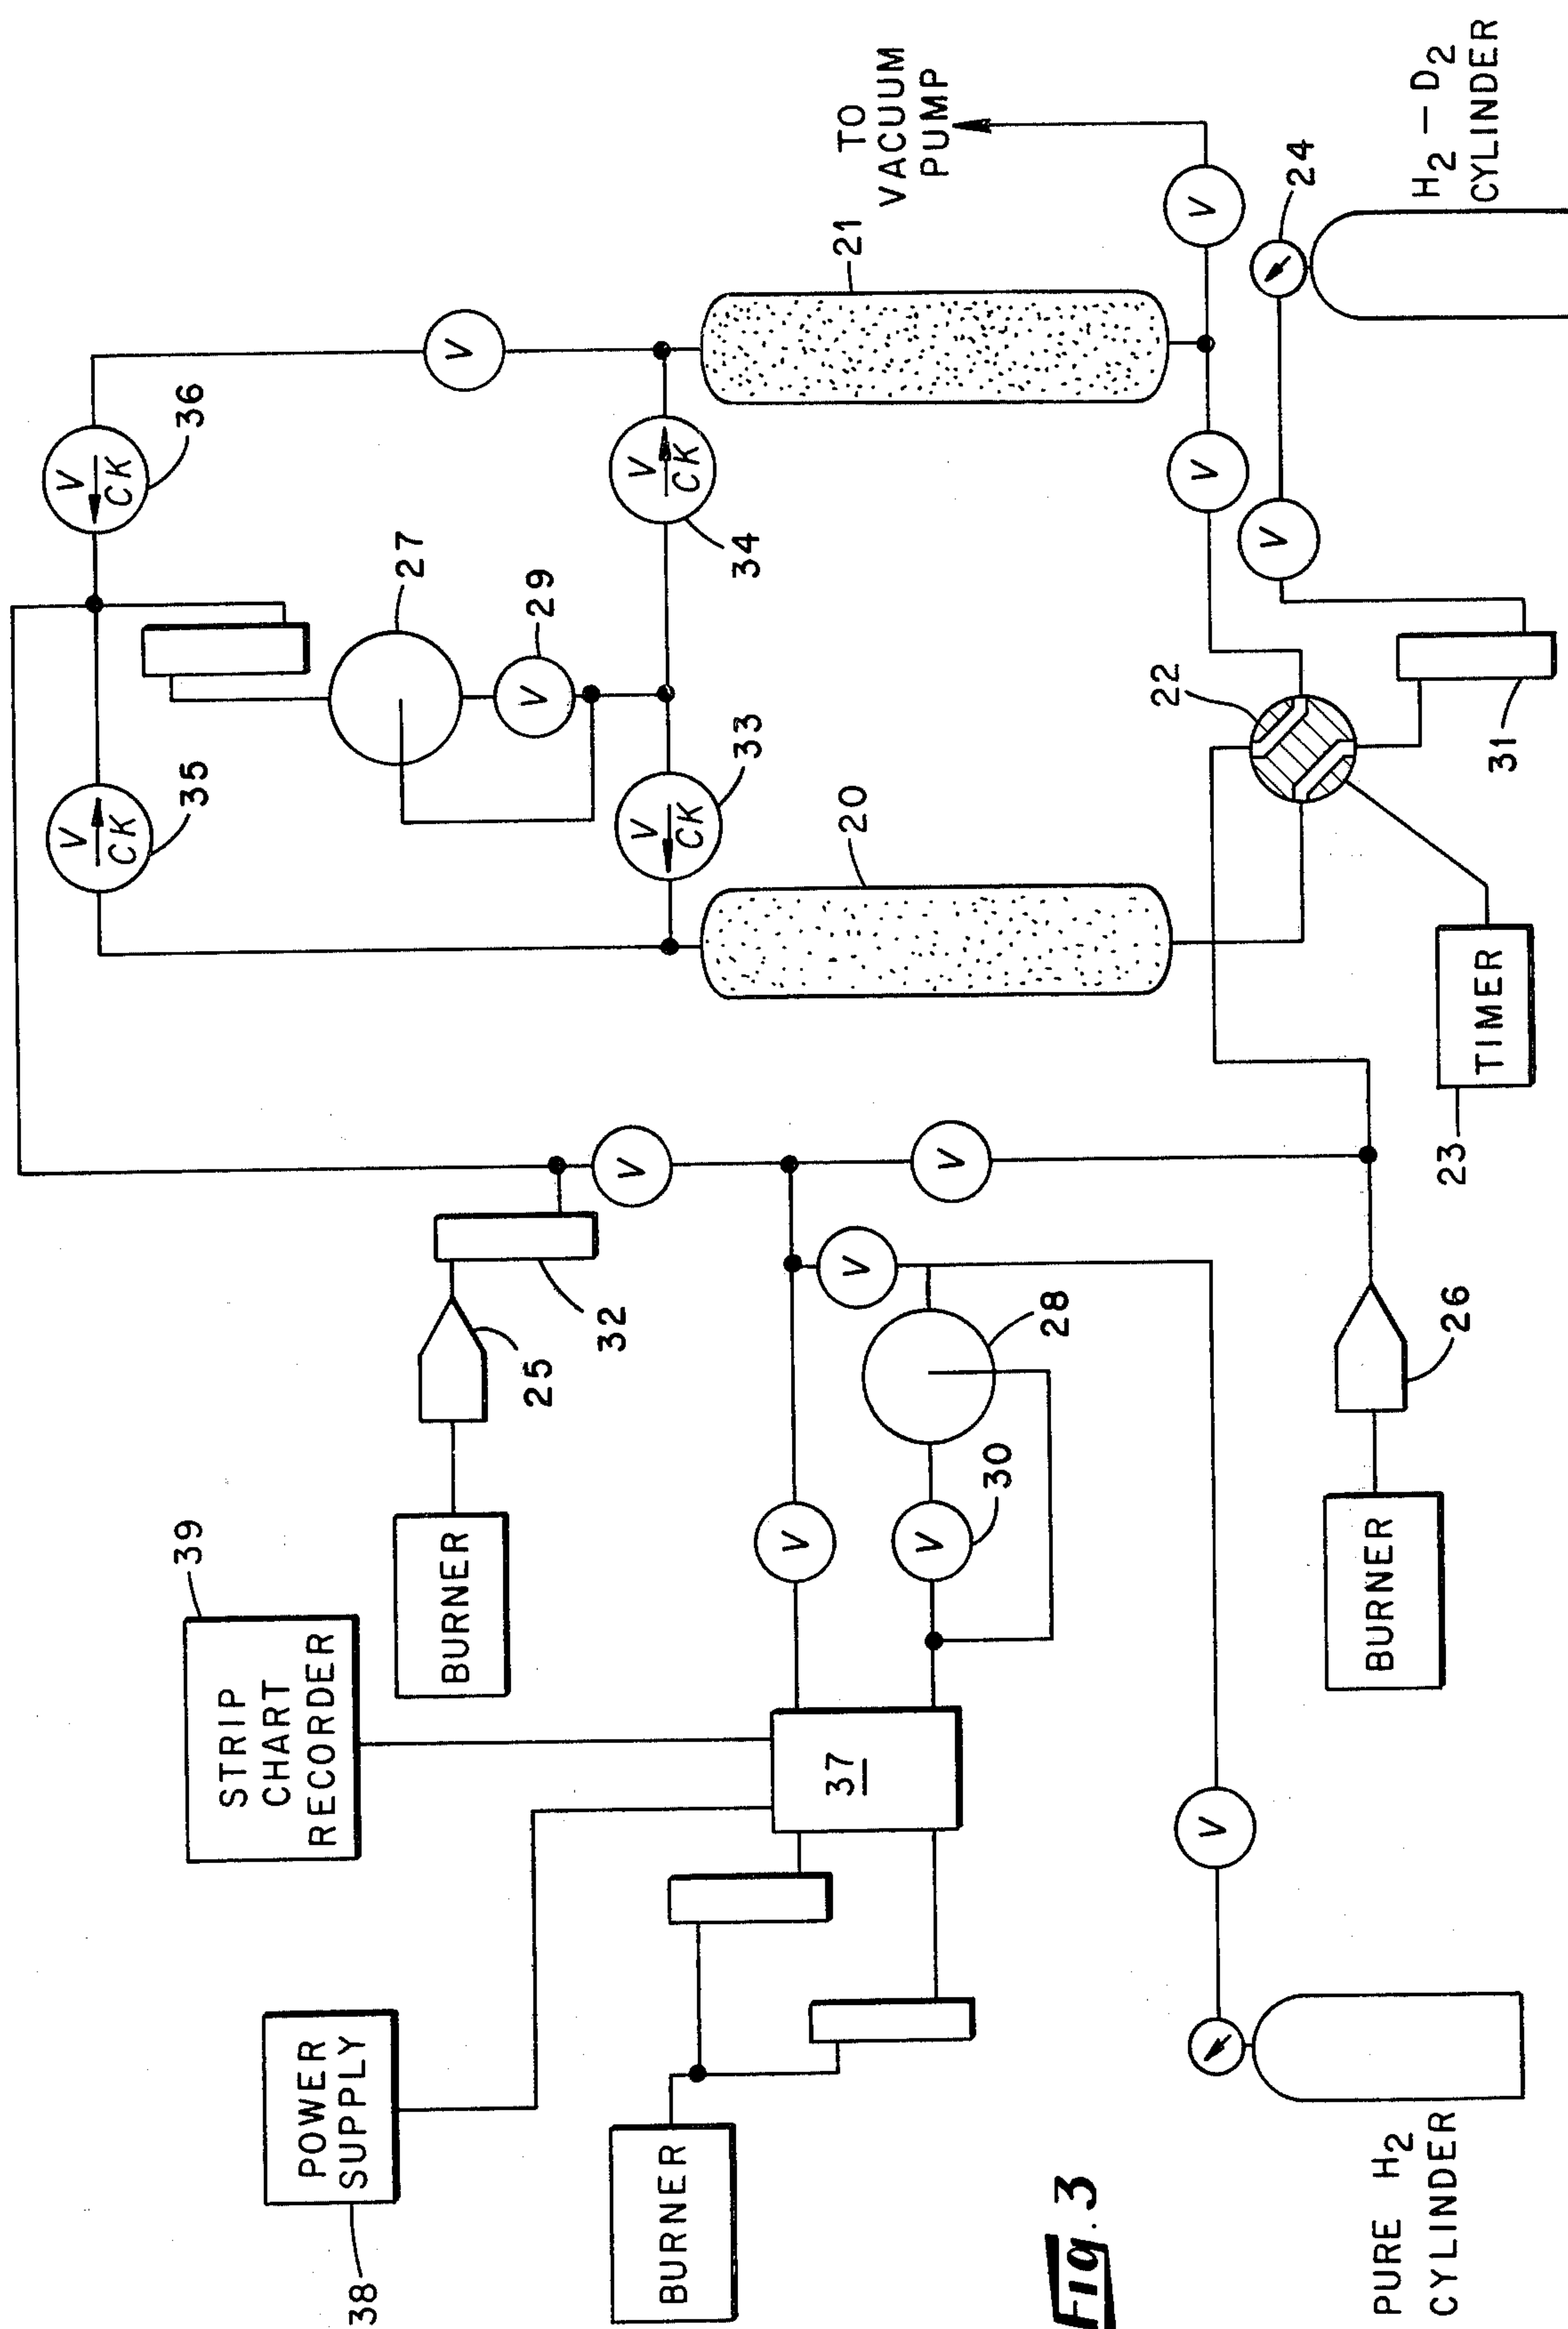 39
STRIP
CHART
RECORDER
POWER
SUPPLY
38
BURNER
BURNER
25
32
37
V
V
30
28
V
V
V
V
PURE H2
CYLINDER
BURNER
26
23
TIMER
V
CK
35
V
CK
36
27
V
29
V
CK
33
V
CK
34
V
20
21
22
V
V
TO
VACUUM
PUMP
V
24
31
H2 – D2
CYLINDER
Fig. 3